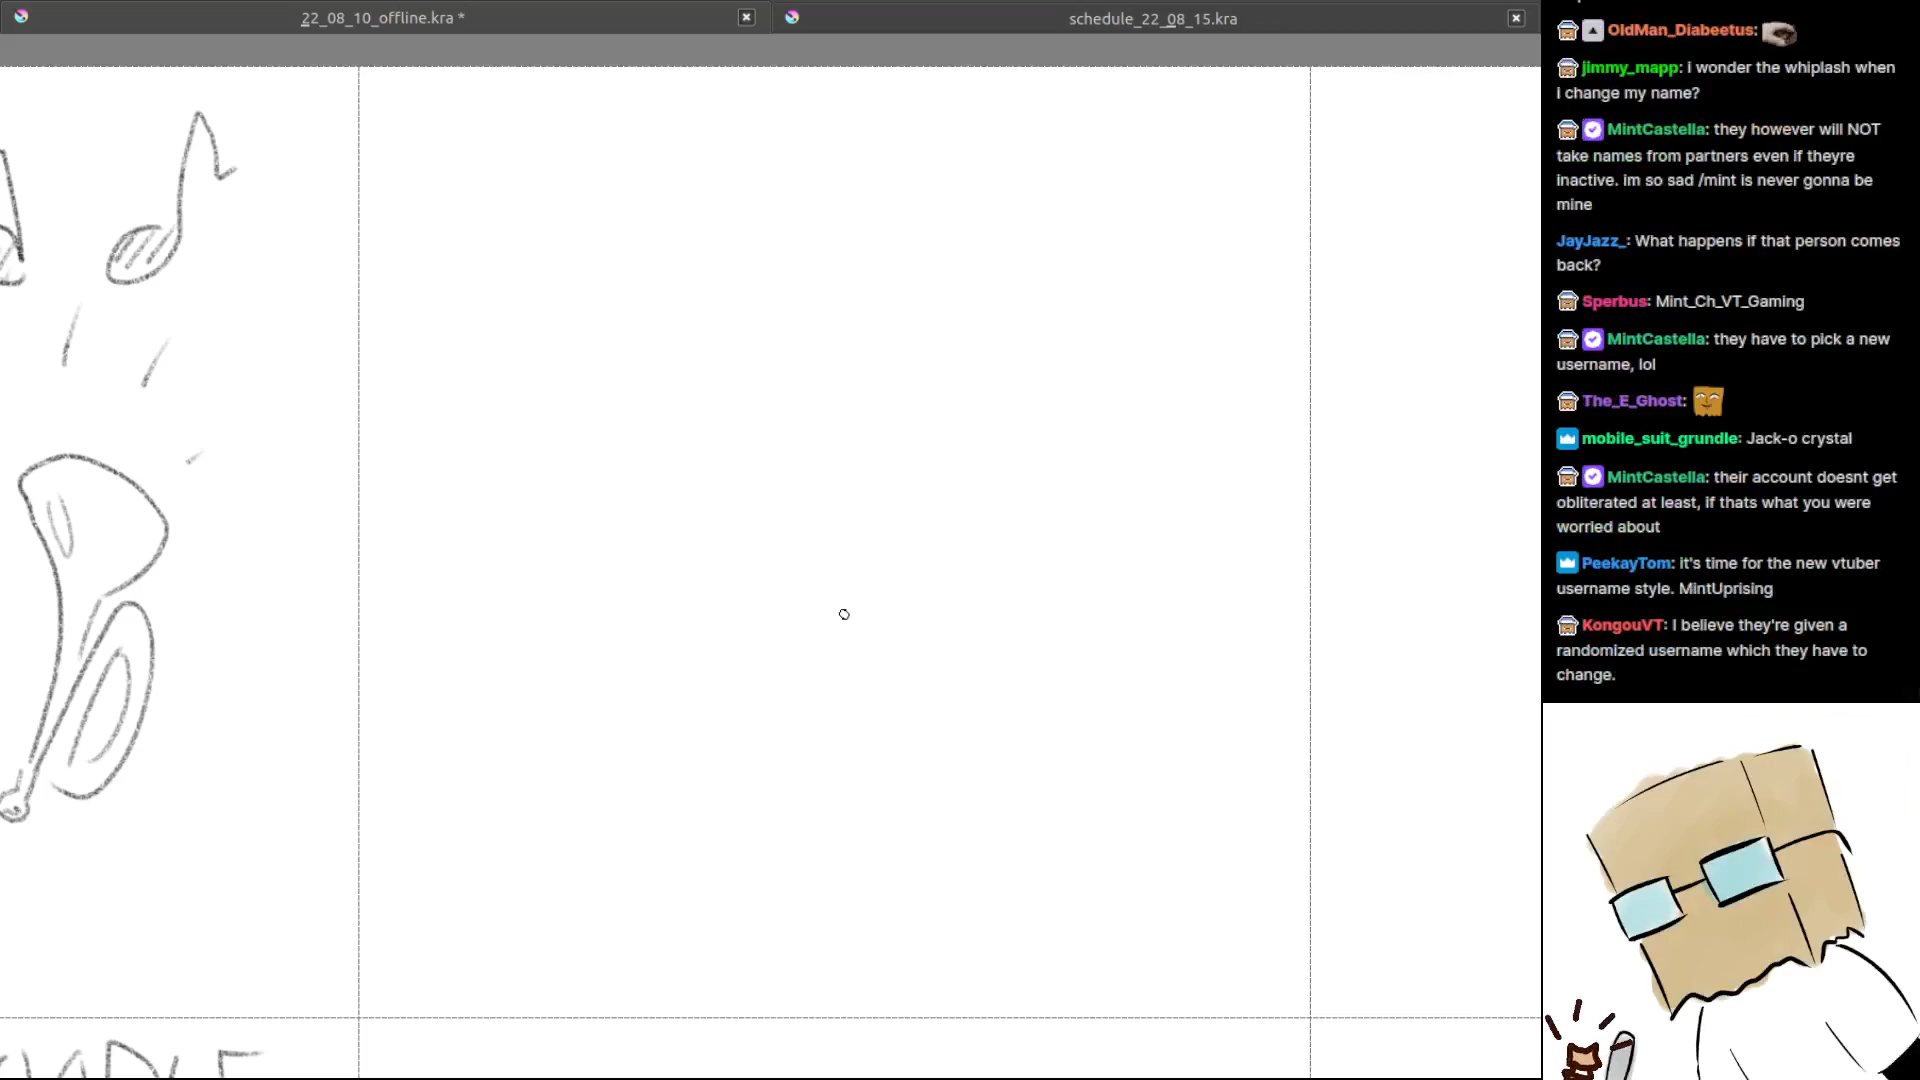 22_08_10_offline.kra *
schedule_22_08_15.kra
OldMan_Diabeetus:
jimmy_mapp: i wonder the whiplash when
i change my name?
MintCastella: they however will NOT
take names from partners even if theyre
inactive. im so sad /mint is never gonna be
mine
JayJazz_: What happens if that person comes
back?
Sperbus: Mint_Ch_VT_Gaming
MintCastella: they have to pick a new
username, lol
The_E_Ghost:
mobile_suit_grundle: Jack-o crystal
MintCastella: their account doesnt get
obliterated at least, if thats what you were
worried about
PeekayTom: it's time for the new vtuber
username style. MintUprising
KongouVT: I believe they're given a
randomized username which they have to
change.